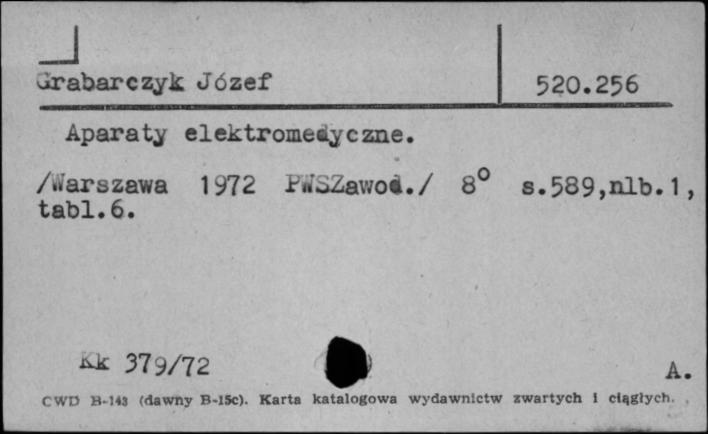 Grabarczyk Józef 520.256
Aparaty elektromedyczne.
/Warszawa 1972 PWSZawod./ 8° s.589,nlb.1,
tabl.6.
Kk 379/72
A.
CWD B-143 (dawny B-15c). Karta katalogowa wydawnictw zwartych i ciągłych.